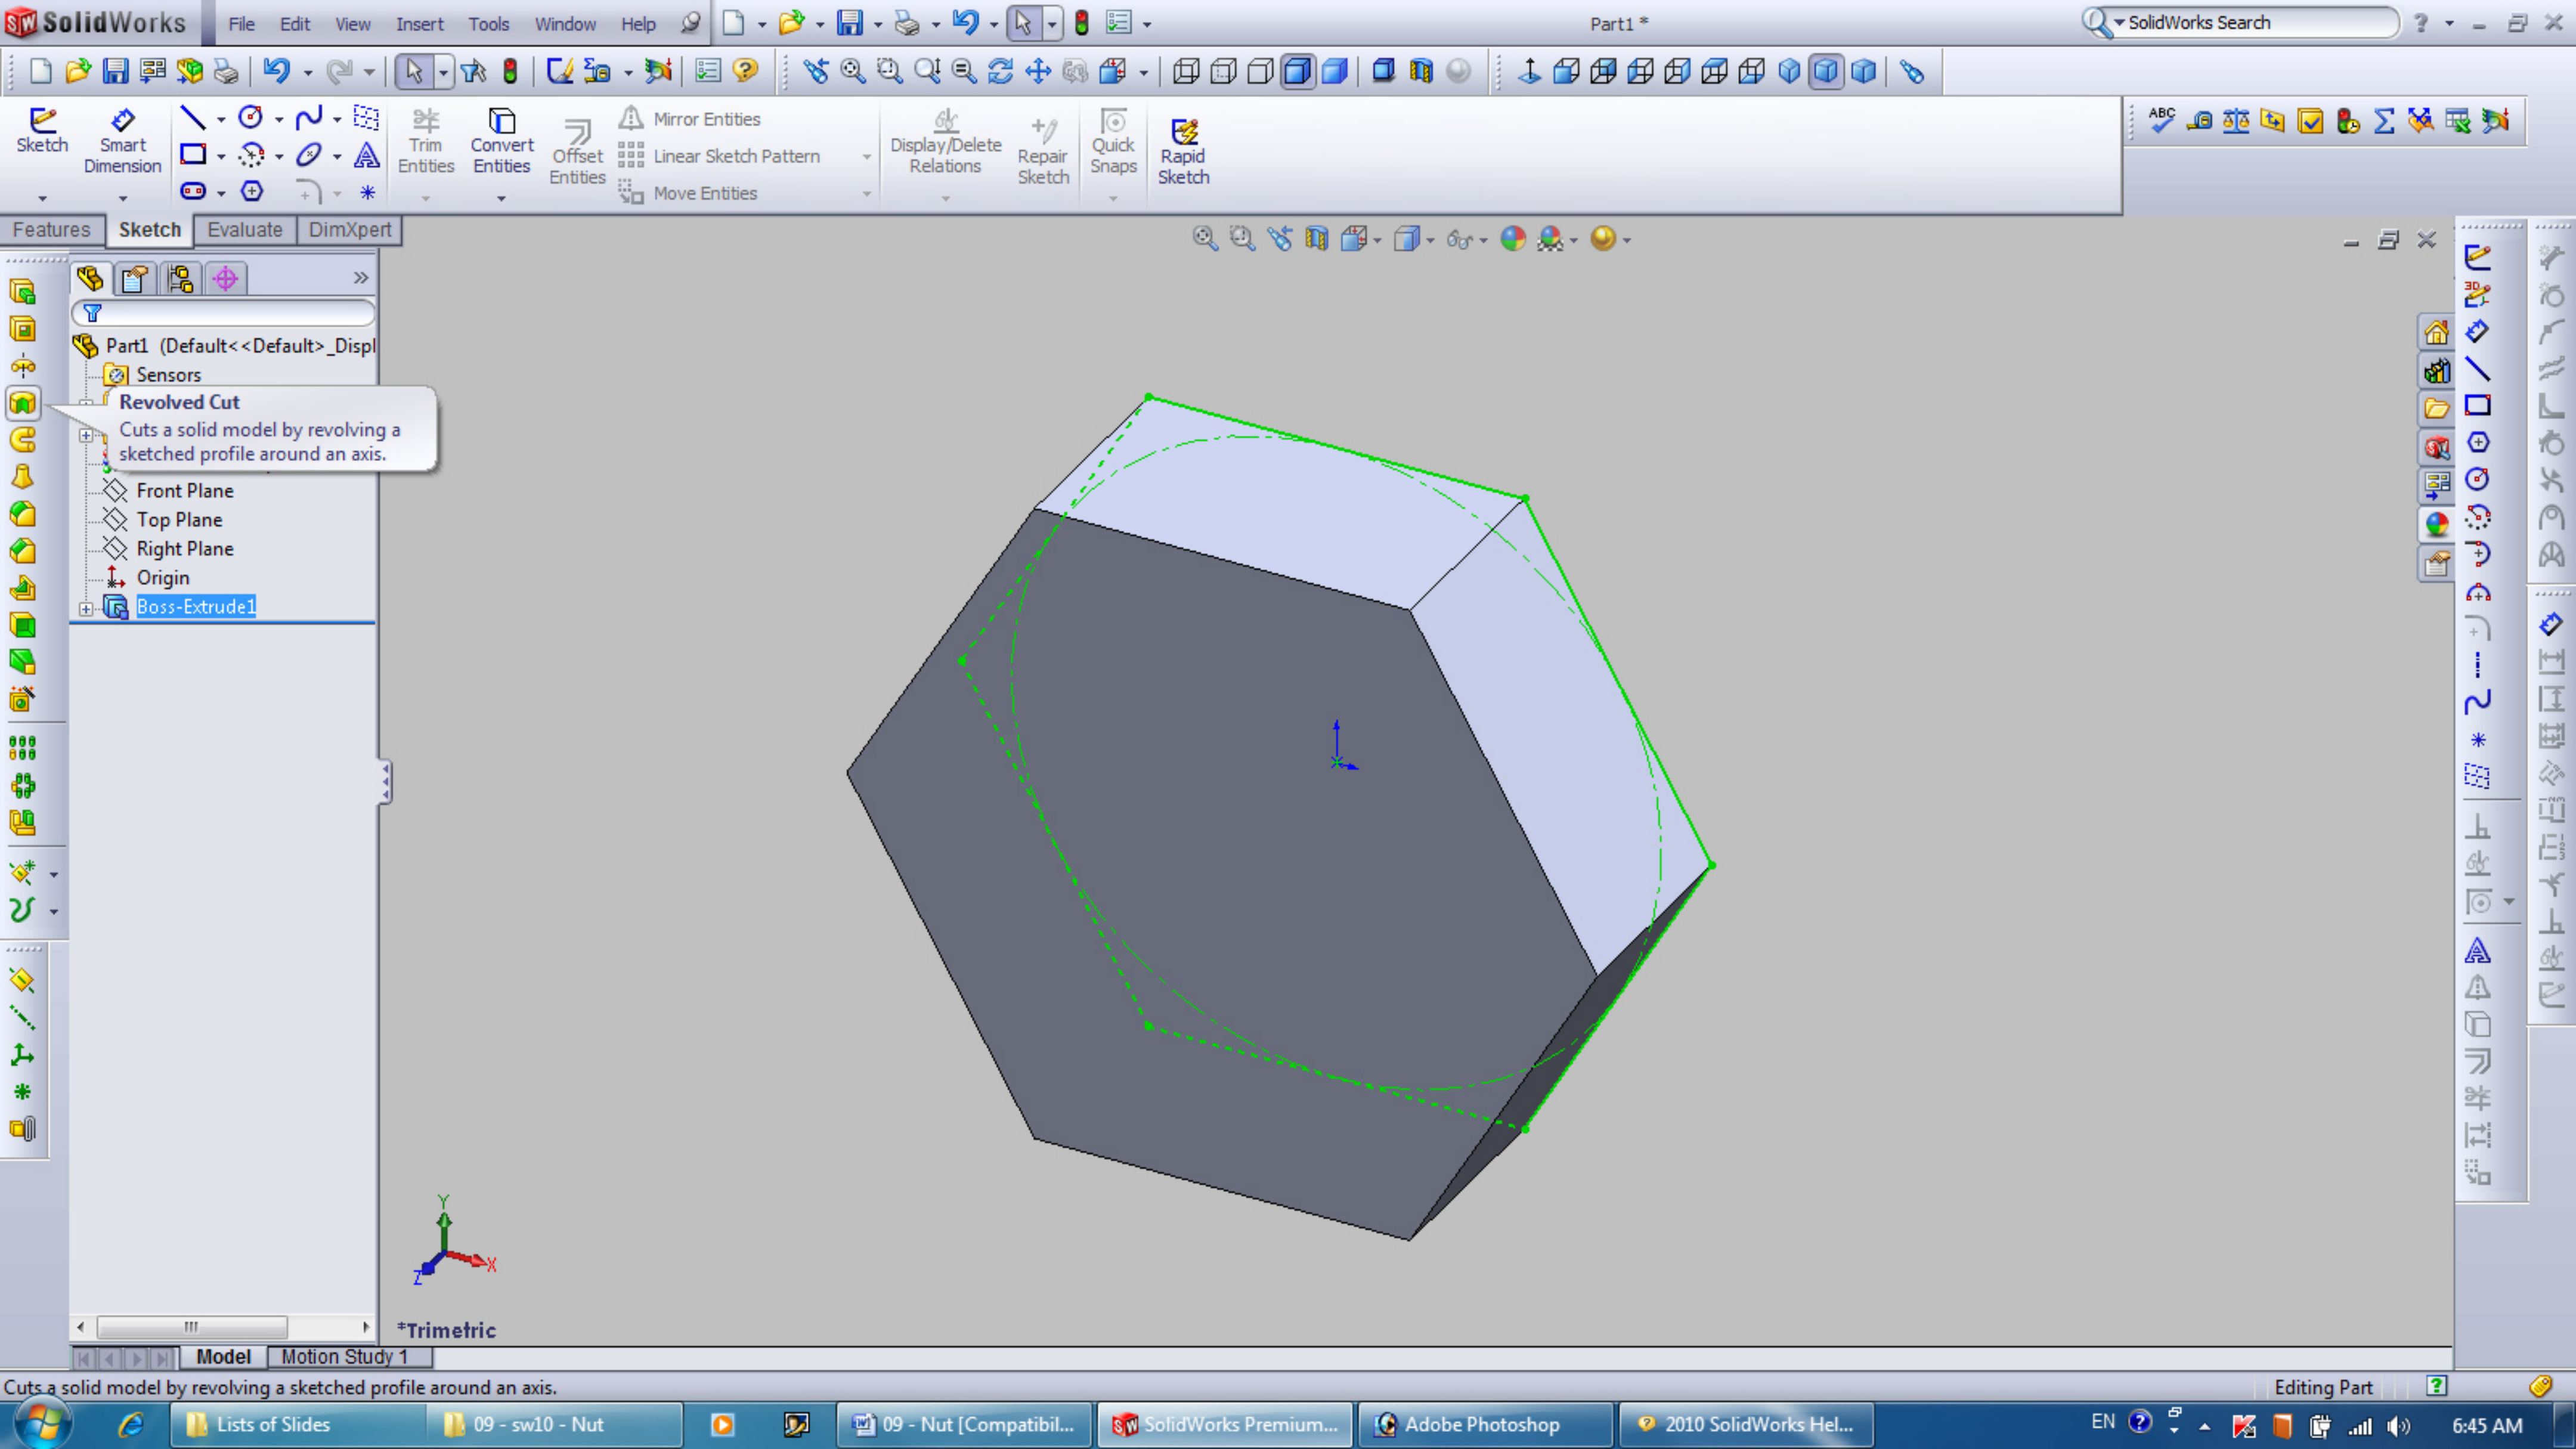 SolidWorks File Edit View Insert Tools Window Help Part1 * SolidWorks Search ?
Sketch
Smart
Dimension
Trim
Entities
Convert
Entities
Offset
Entities
Mirror Entities
Linear Sketch Pattern
Move Entities
Display/Delete
Relations
Repair
Sketch
Quick
Snaps
Rapid
Sketch
ABC
Features Sketch Evaluate DimXpert
3D
Part1 (Default<<Default>_Displ
Sensors
Revolved Cut
Cuts a solid model by revolving a
sketched profile around an axis.
Front Plane
Top Plane
Right Plane
Origin
Boss-Extrude1
Y
X
Z
*Trimetric
Model Motion Study 1
Cuts a solid model by revolving a sketched profile around an axis. Editing Part
Lists of Slides 09 - sw10 - Nut 09 - Nut [Compatibil... SolidWorks Premium... Adobe Photoshop 2010 SolidWorks Hel... EN 6:45 AM